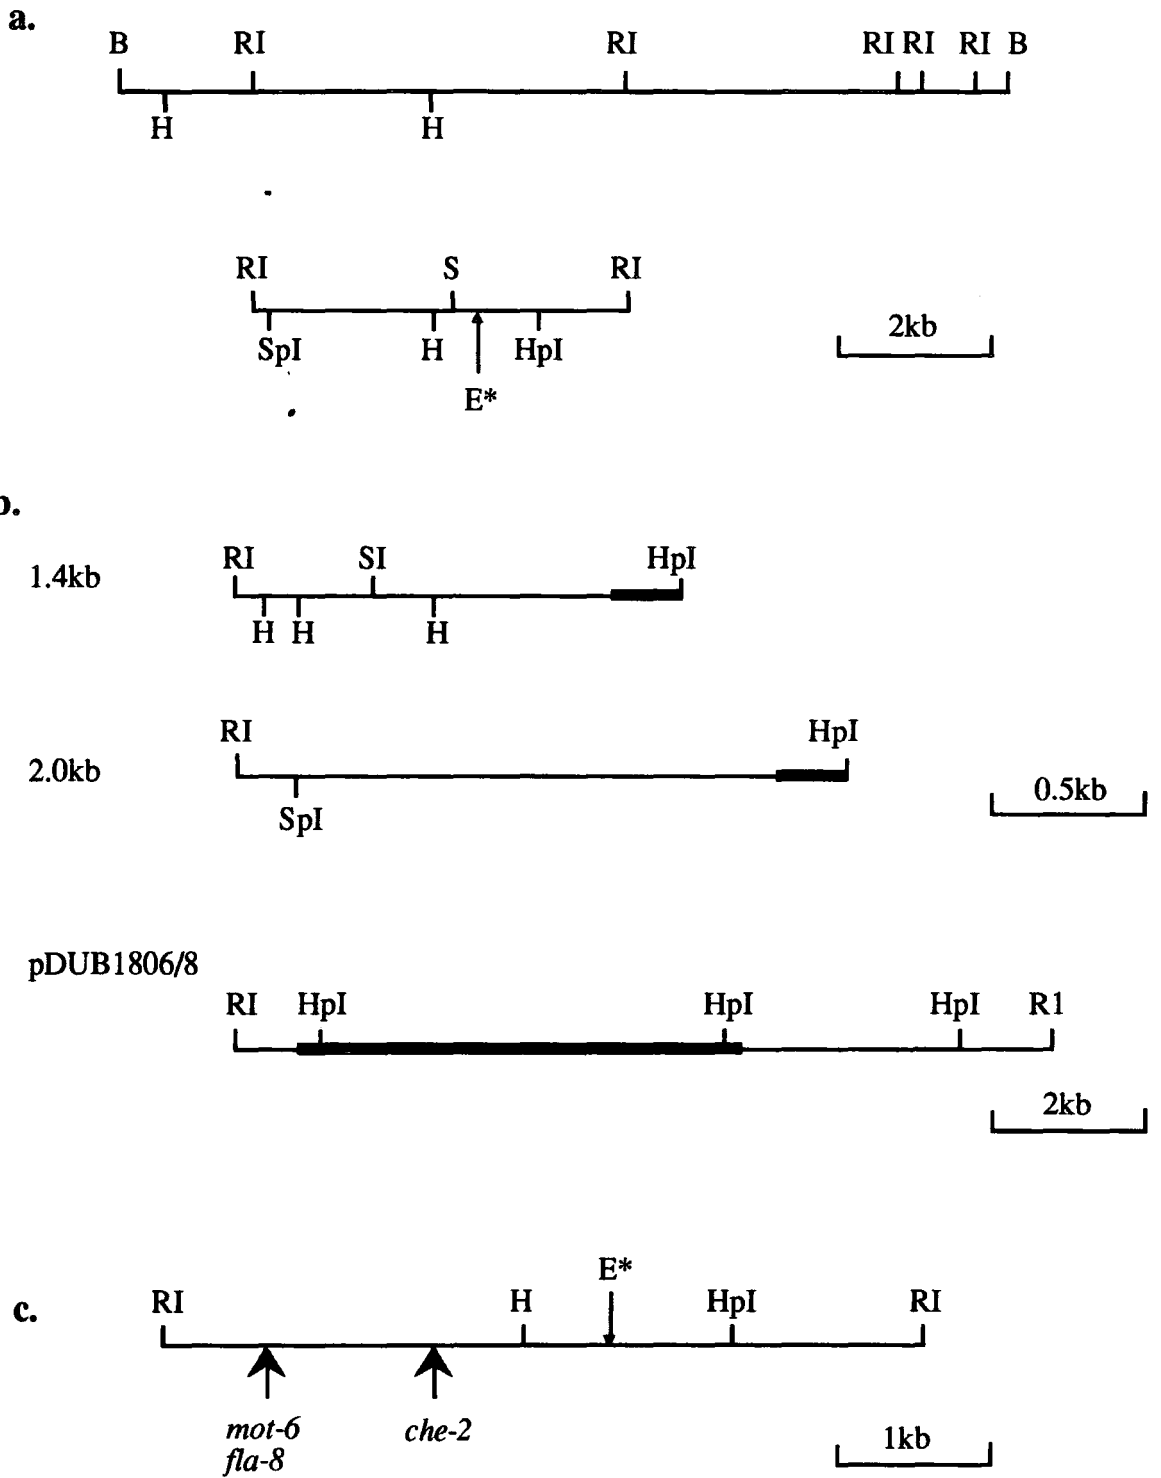 a.
B RI RI RI RI RI B
H H
RI S RI
SpI H HpI
2kb
E*
b.
1.4kb
RI SI HpI
H H H
2.0kb
RI HpI
SpI
0.5kb
pDUB1806/8
RI HpI HpI HpI R1
2kb
c.
E*
RI H HpI RI
mot-6 che-2
fla-8
1kb